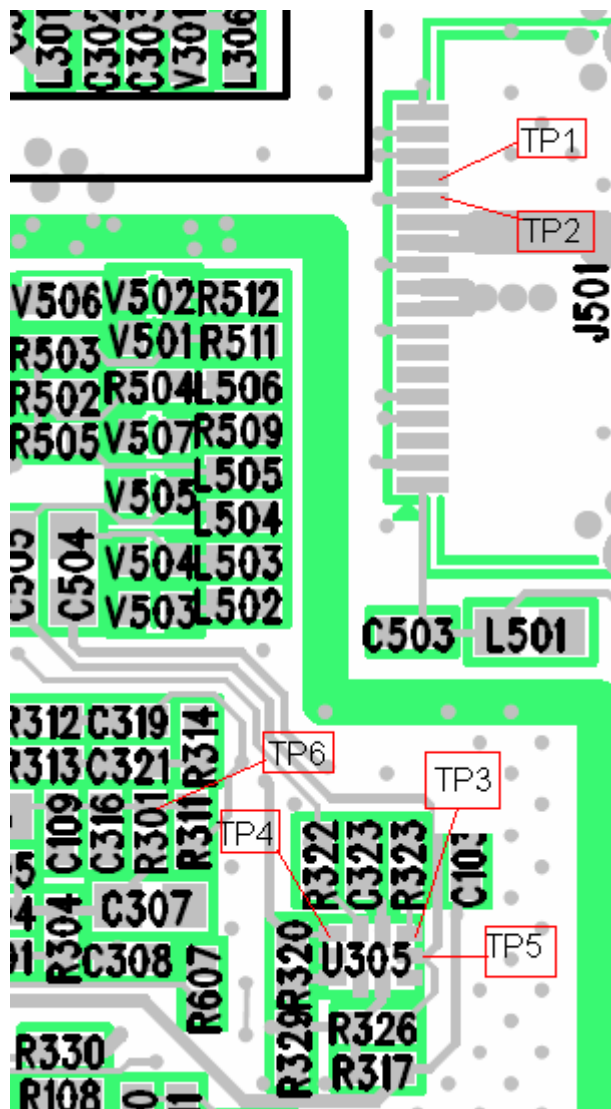 L301
C302
C303
V301
L306
TP1
TP2
J501
V506 V502 R512
R503 V501 R511
R502 R504 L506
R505 V507 R509
V505 L505
L504
C505 C504 V504 L503
V503 L502
C503 L501
R312 C319 R314
R313 C321
TP6
TP3
C109 C316 R301 R311
TP4
R322 C323 R323 C103
R304 C307
C308 R607
R320 U305 TP5
R329 R326
R317
R330
R108